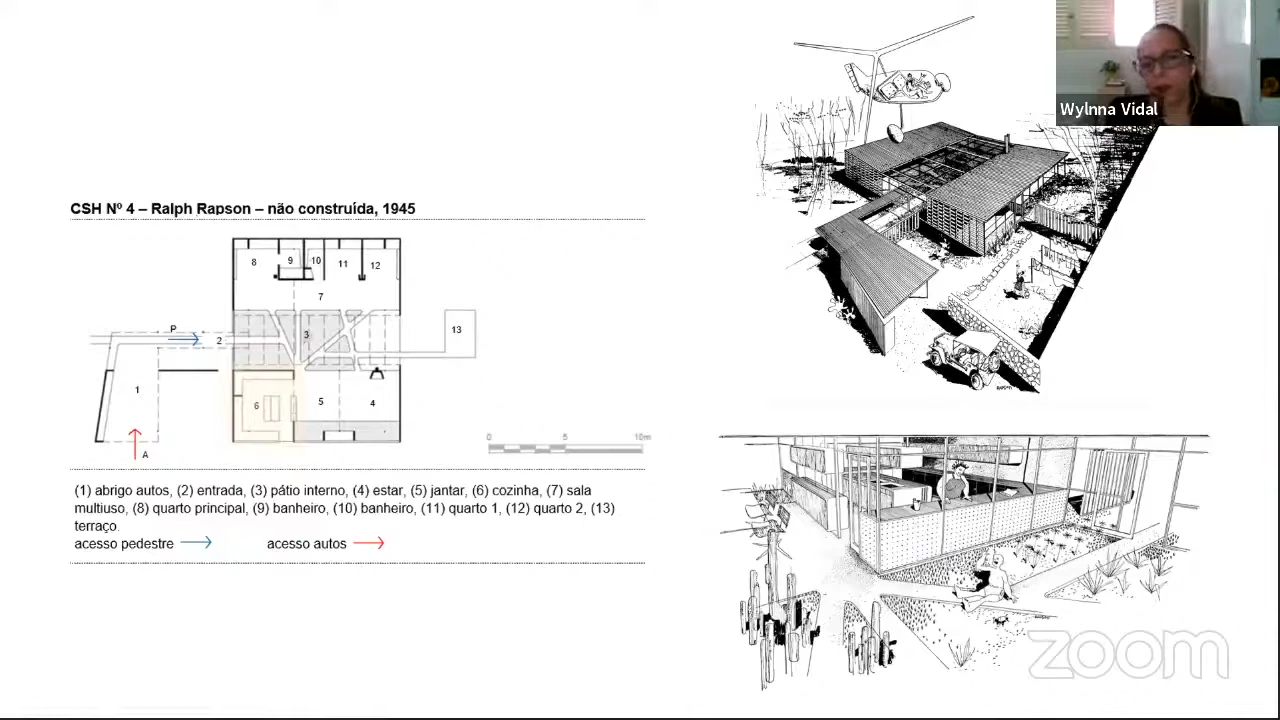 Wylnna Vidal
CSH Nº 4 – Ralph Rapson – não construída, 1945
8
9
10
11
12
7
P
2
3
13
1
6
5
4
A
0
5
10m
(1) abrigo autos, (2) entrada, (3) pátio interno, (4) estar, (5) jantar, (6) cozinha, (7) sala
multiuso, (8) quarto principal, (9) banheiro, (10) banheiro, (11) quarto 1, (12) quarto 2, (13)
terraço.
acesso pedestre
acesso autos
zoom